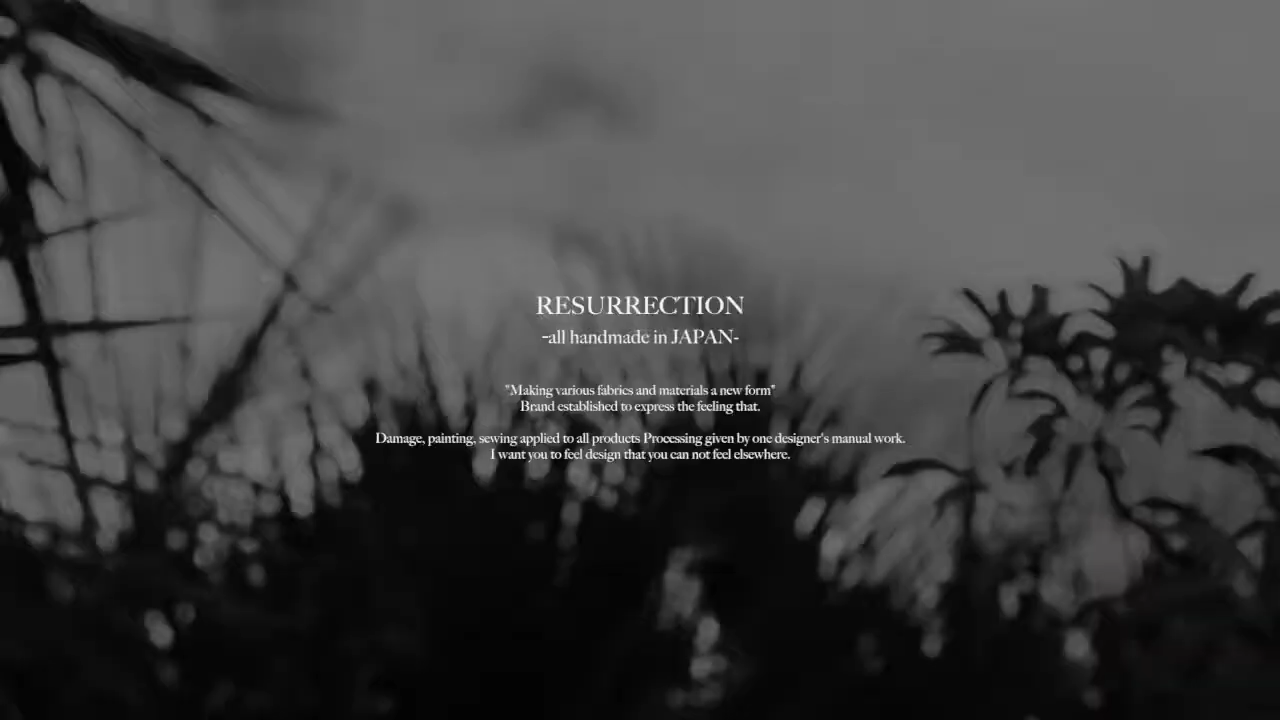 RESURRECTION
-all handmade in JAPAN-
"Making various fabrics and materials a new form"
Brand established to express the feeling that.
Damage, painting, sewing applied to all products Processing given by one designer's manual work.
I want you to feel design that you can not feel elsewhere.